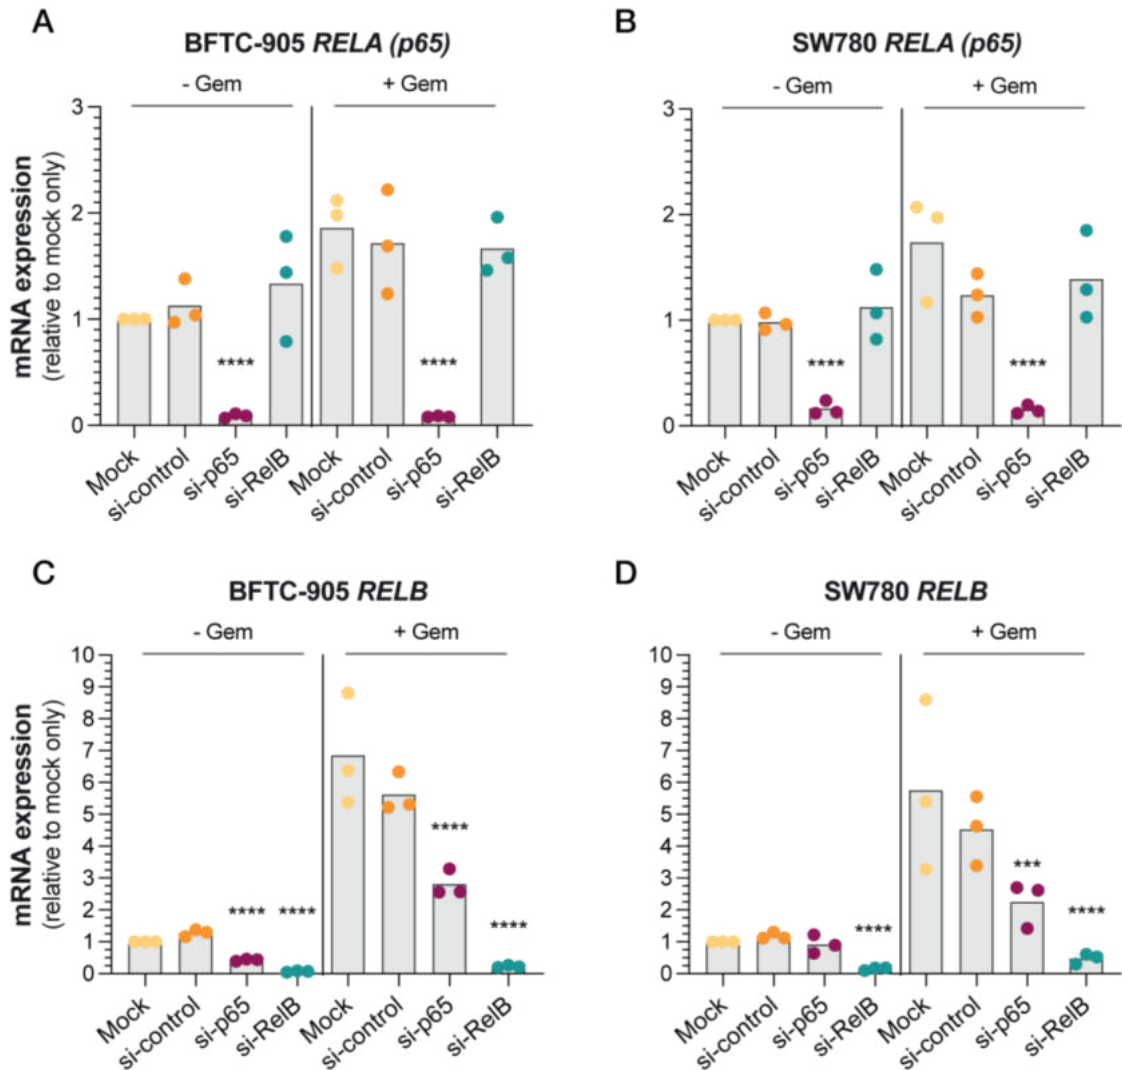 A
BFTC-905 RELA (p65)
- Gem
+ Gem
mRNA expression
(relative to mock only)
3
2
1
0
****
****
Mock
si-control
si-p65
si-RelB
Mock
si-control
si-p65
si-RelB
B
SW780 RELA (p65)
- Gem
+ Gem
3
2
1
0
****
****
Mock
si-control
si-p65
si-RelB
Mock
si-control
si-p65
si-RelB
C
BFTC-905 RELB
- Gem
+ Gem
mRNA expression
(relative to mock only)
10
9
8
7
6
5
4
3
2
1
0
****
****
****
****
Mock
si-control
si-p65
si-RelB
Mock
si-control
si-p65
si-RelB
D
SW780 RELB
- Gem
+ Gem
10
9
8
7
6
5
4
3
2
1
0
****
***
****
Mock
si-control
si-p65
si-RelB
Mock
si-control
si-p65
si-RelB